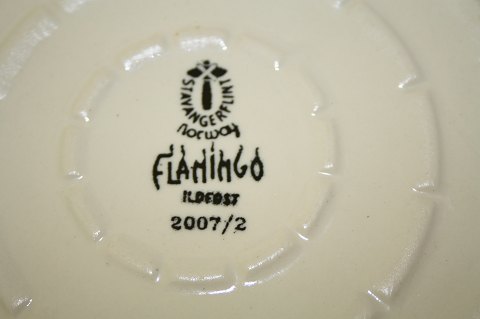 STAVANGERFLINT
norway
FLAMINGO
ILDFAST
2007/2